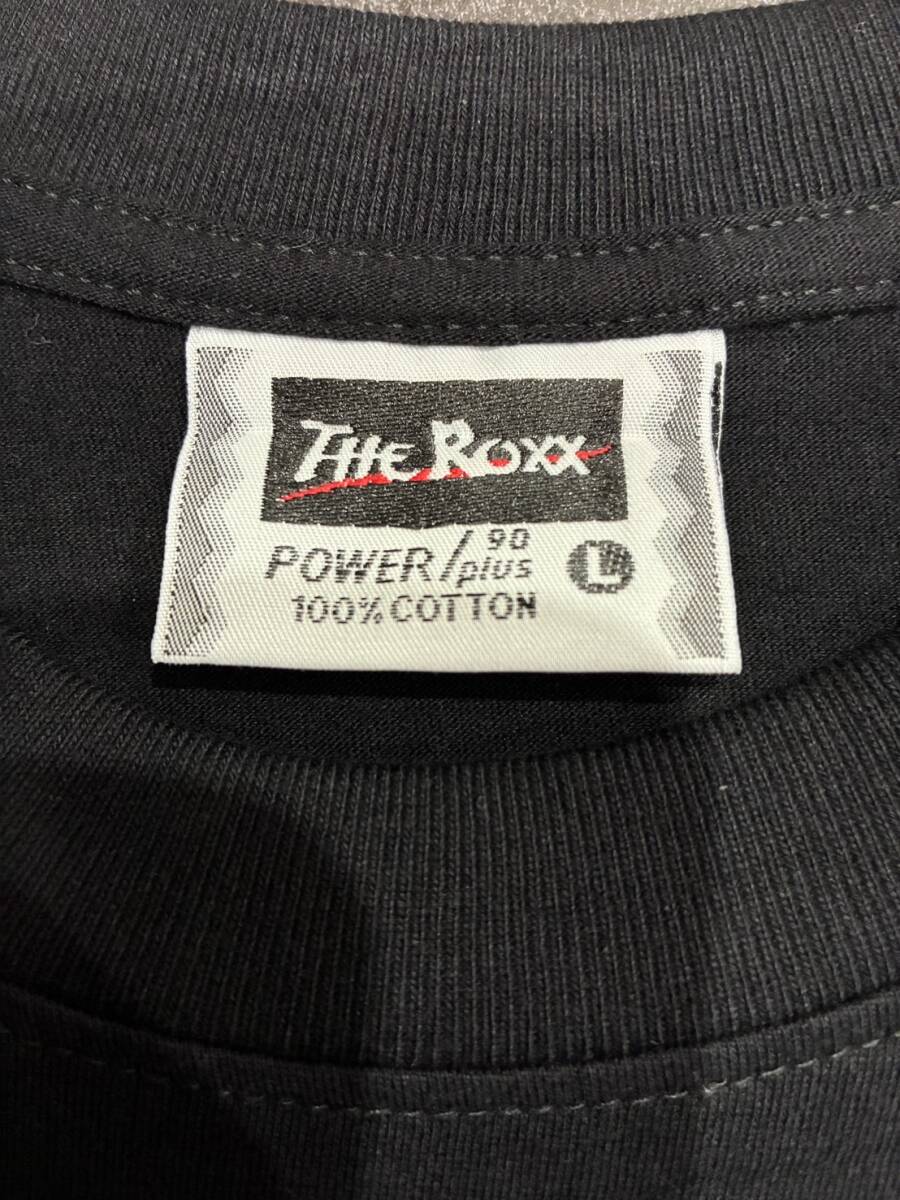 THE ROXX
POWER/90 plus L
100% COTTON